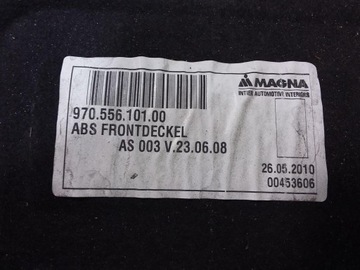 MAGNA
INTIER AUTOMOTIVE INTERIORS
970.556.101.00
ABS FRONTDECKEL
AS 003 V.23.06.08
26.05.2010
00453606